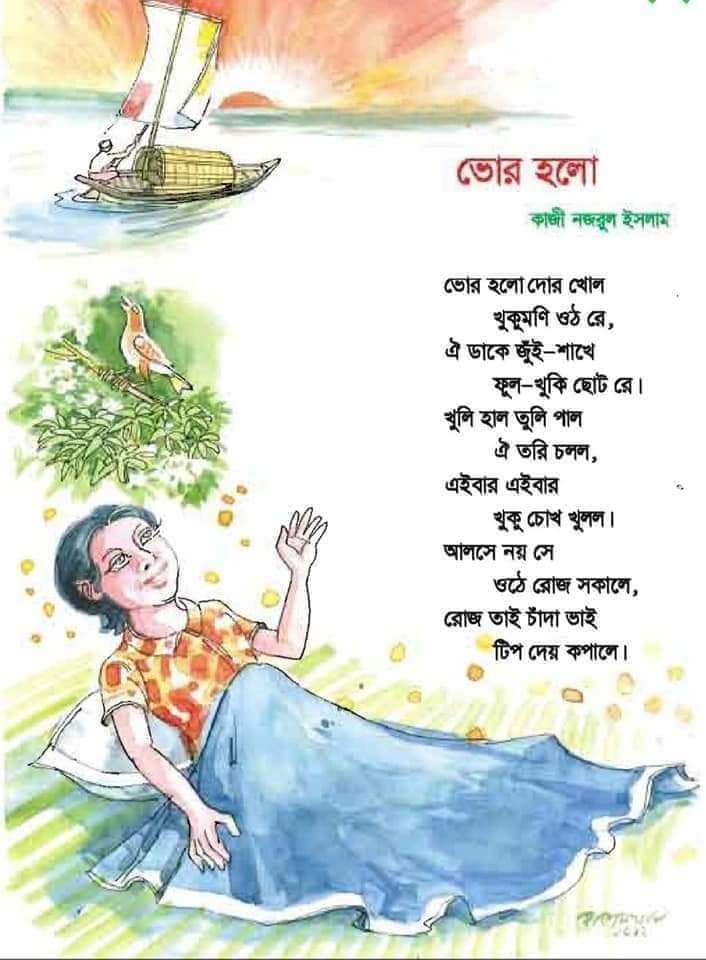 ভোর হলো
কাজী নজরুল ইসলাম
ভোর হলো দোর খোল
খুকুমণি ওঠ রে,
ঐ ডাকে জুঁই-শাখে
ফুল-খুকি ছোট রে।
খুলি হাল তুলি পাল
ঐ তরি চলল,
এইবার এইবার
খুকু চোখ খুলল।
আলসে নয় সে
ওঠে রোজ সকালে,
রোজ তাই চাঁদা ভাই
টিপ দেয় কপালে।